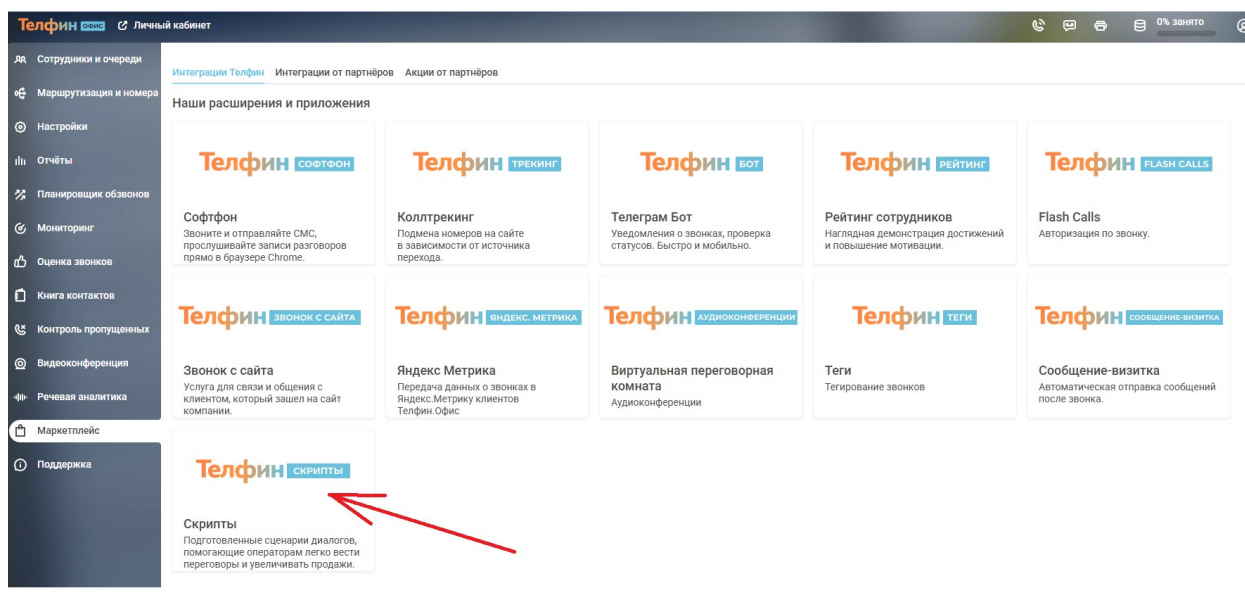 Телфин ОФИС Личный кабинет
0% занято
Сотрудники и очереди
Маршрутизация и номера
Настройки
Отчёты
Планировщик обзвонов
Мониторинг
Оценка звонков
Книга контактов
Контроль пропущенных
Видеоконференция
Речевая аналитика
Маркетплейс
Поддержка
Интеграции Телфин Интеграции от партнёров Акции от партнёров
Наши расширения и приложения
Телфин СОФТФОН
Софтфон
Звоните и отправляйте СМС,
прослушивайте записи разговоров
прямо в браузере Chrome.
Телфин ТРЕКИНГ
Коллтрекинг
Подмена номеров на сайте
в зависимости от источника
перехода.
Телфин БОТ
Телеграм Бот
Уведомления о звонках, проверка
статусов. Быстро и мобильно.
Телфин РЕЙТИНГ
Рейтинг сотрудников
Наглядная демонстрация достижений
и повышение мотивации.
Телфин FLASH CALLS
Flash Calls
Авторизация по звонку.
Телфин ЗВОНОК С САЙТА
Звонок с сайта
Услуга для связи и общения с
клиентом, который зашел на сайт
компании.
Телфин ЯНДЕКС. МЕТРИКА
Яндекс Метрика
Передача данных о звонках в
Яндекс.Метрику клиентов
Телфин.Офис
Телфин АУДИОКОНФЕРЕНЦИИ
Виртуальная переговорная
комната
Аудиоконференции
Телфин ТЕГИ
Теги
Тегирование звонков
Телфин СООБЩЕНИЕ-ВИЗИТКА
Сообщение-визитка
Автоматическая отправка сообщений
после звонка.
Телфин СКРИПТЫ
Скрипты
Подготовленные сценарии диалогов,
помогающие операторам легко вести
переговоры и увеличивать продажи.